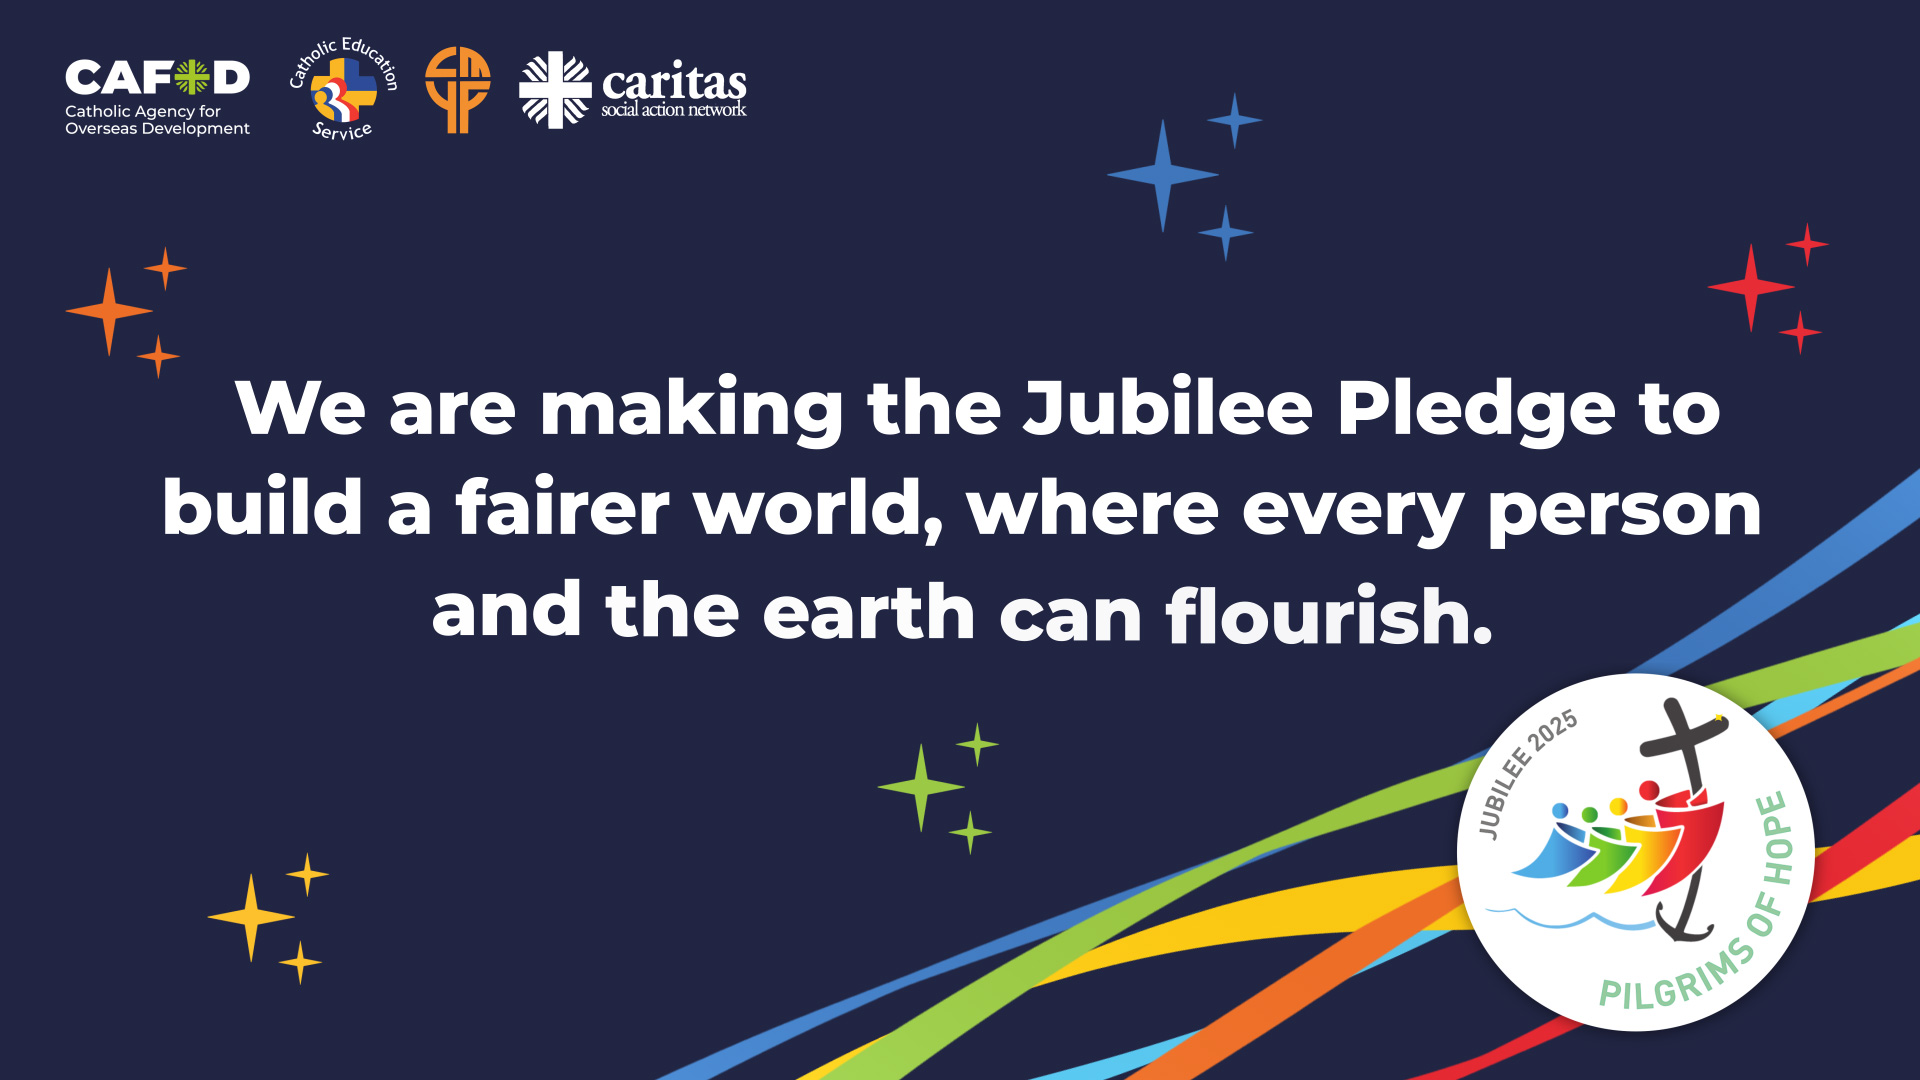 CAFOD
Catholic Agency for
Overseas Development
Catholic Education
Service
CMYF
caritas
social action network
We are making the Jubilee Pledge to
build a fairer world, where every person
and the earth can flourish.
JUBILEE 2025
PILGRIMS OF HOPE